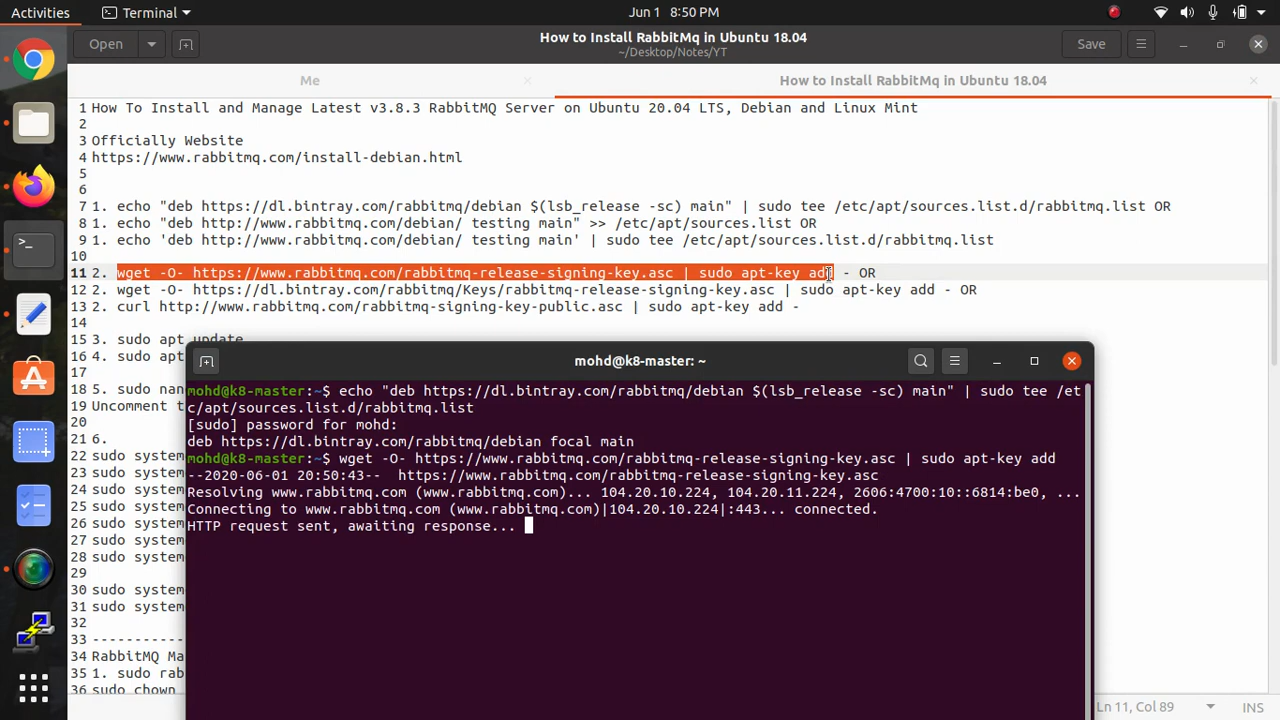 Activities
Terminal
Jun 1 8:50 PM
Open
How to Install RabbitMq in Ubuntu 18.04
~/Desktop/Notes/YT
Save
Me
How to Install RabbitMq in Ubuntu 18.04
1 How To Install and Manage Latest v3.8.3 RabbitMQ Server on Ubuntu 20.04 LTS, Debian and Linux Mint
2
3 Officially Website
4 https://www.rabbitmq.com/install-debian.html
5
6
7 1. echo "deb https://dl.bintray.com/rabbitmq/debian $(lsb_release -sc) main" | sudo tee /etc/apt/sources.list.d/rabbitmq.list OR
8 1. echo "deb http://www.rabbitmq.com/debian/ testing main" >> /etc/apt/sources.list OR
9 1. echo 'deb http://www.rabbitmq.com/debian/ testing main' | sudo tee /etc/apt/sources.list.d/rabbitmq.list
10
11 2. wget -O- https://www.rabbitmq.com/rabbitmq-release-signing-key.asc | sudo apt-key add - OR
12 2. wget -O- https://dl.bintray.com/rabbitmq/Keys/rabbitmq-release-signing-key.asc | sudo apt-key add - OR
13 2. curl http://www.rabbitmq.com/rabbitmq-signing-key-public.asc | sudo apt-key add -
14
15 3. sudo apt update
16 4. sudo apt
17
18 5. sudo nan
19 Uncomment t
20
21 6.
22 sudo system
23 sudo system
24 sudo system
25 sudo system
26 sudo system
27 sudo system
28 sudo system
29
30 sudo system
31 sudo system
32
33 -----------
34 RabbitMQ Ma
35 1. sudo rab
36 sudo chown
mohd@k8-master: ~
mohd@k8-master:~$ echo "deb https://dl.bintray.com/rabbitmq/debian $(lsb_release -sc) main" | sudo tee /et
c/apt/sources.list.d/rabbitmq.list
[sudo] password for mohd:
deb https://dl.bintray.com/rabbitmq/debian focal main
mohd@k8-master:~$ wget -O- https://www.rabbitmq.com/rabbitmq-release-signing-key.asc | sudo apt-key add
--2020-06-01 20:50:43--  https://www.rabbitmq.com/rabbitmq-release-signing-key.asc
Resolving www.rabbitmq.com (www.rabbitmq.com)... 104.20.10.224, 104.20.11.224, 2606:4700:10::6814:be0, ...
Connecting to www.rabbitmq.com (www.rabbitmq.com)|104.20.10.224|:443... connected.
HTTP request sent, awaiting response...
Ln 11, Col 89
INS